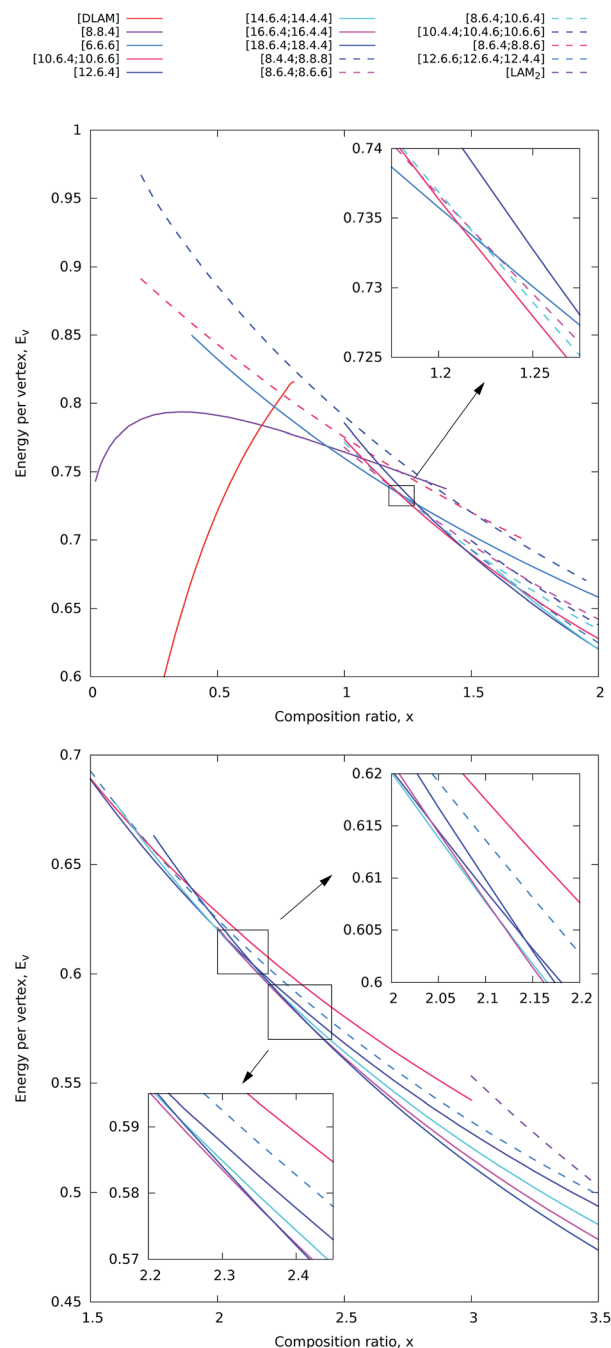 [DLAM] [14.6.4;14.4.4] [8.6.4;10.6.4]
[8.8.4] [16.6.4;16.4.4] [10.4.4;10.4.6;10.6.6]
[6.6.6] [18.6.4;18.4.4] [8.6.4;8.8.6]
[10.6.4;10.6.6] [8.4.4;8.8.8] [12.6.6;12.6.4;12.4.4]
[12.6.4] [8.6.4;8.6.6] [LAM2]
1
0.95
0.9
0.85
0.8
0.75
0.7
0.65
0.6
Energy per vertex, Ev
0.74
0.735
0.73
0.725
1.2 1.25
0 0.5 1 1.5 2
Composition ratio, x
0.7
0.65
0.6
0.55
0.5
0.45
Energy per vertex, Ev
0.62
0.615
0.61
0.605
0.6
2 2.05 2.1 2.15 2.2
0.59
0.58
0.57
2.2 2.3 2.4
1.5 2 2.5 3 3.5
Composition ratio, x